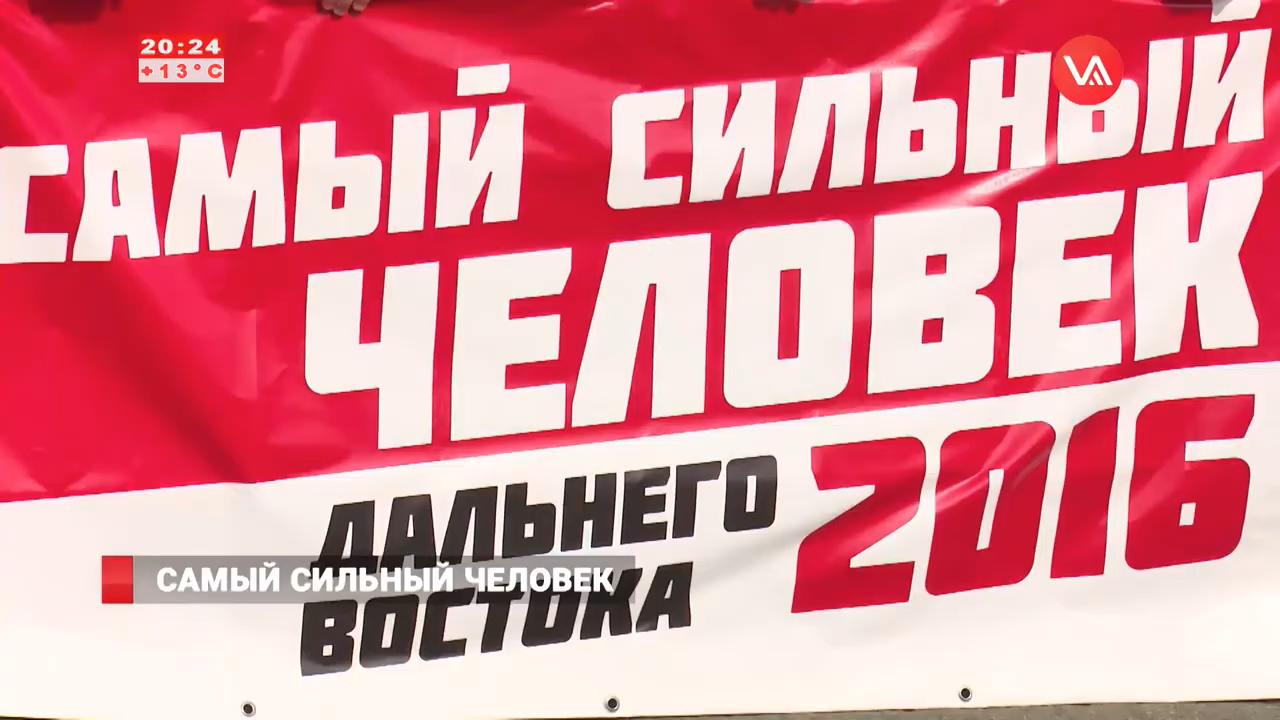 20:24
+13°C
САМЫЙ СИЛЬНЫЙ
ЧЕЛОВЕК
ДАЛЬНЕГО
ВОСТОКА
2016
САМЫЙ СИЛЬНЫЙ ЧЕЛОВЕК